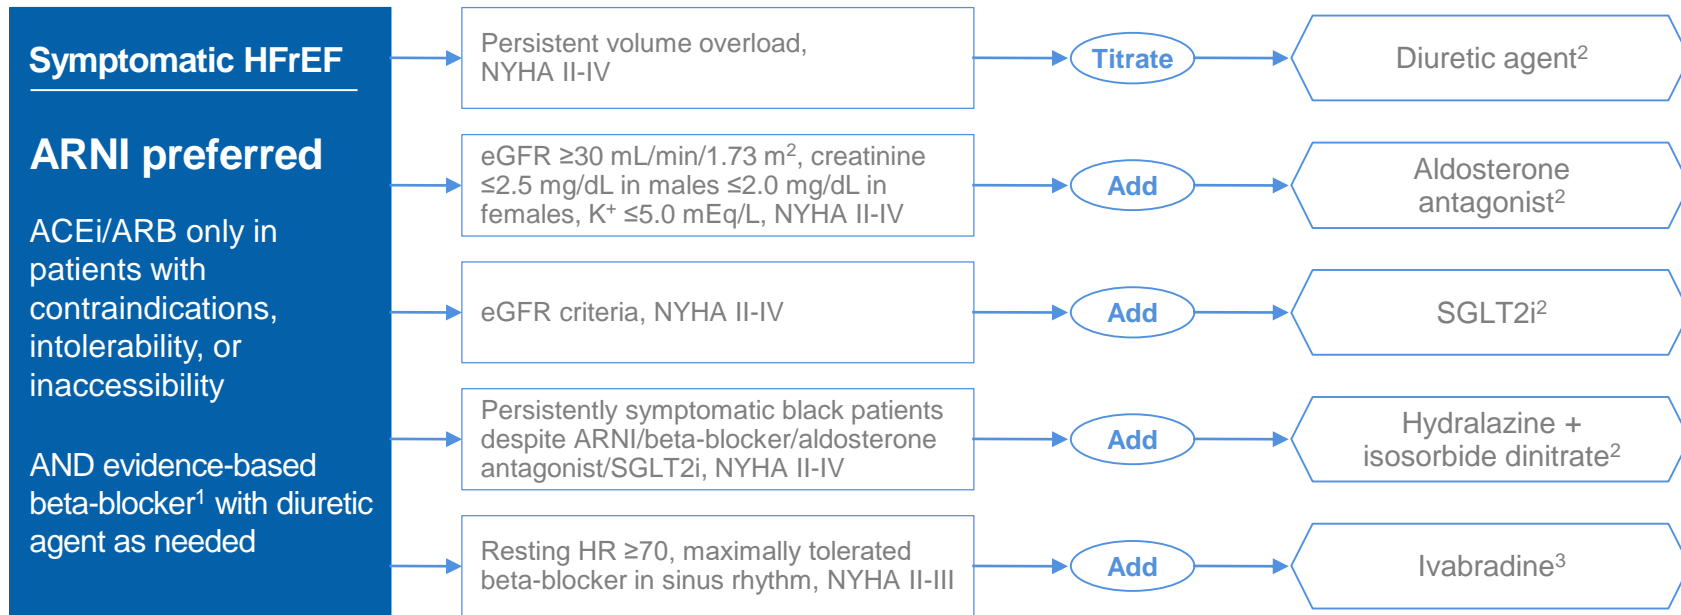 Symptomatic HFrEF
ARNI preferred
ACEi/ARB only in
patients with
contraindications,
intolerability, or
inaccessibility
AND evidence-based
beta-blocker¹ with diuretic
agent as needed
Persistent volume overload,
NYHA II-IV
Titrate
Diuretic agent²
eGFR ≥30 mL/min/1.73 m², creatinine
≤2.5 mg/dL in males ≤2.0 mg/dL in
females, K⁺ ≤5.0 mEq/L, NYHA II-IV
Add
Aldosterone
antagonist²
eGFR criteria, NYHA II-IV
Add
SGLT2i²
Persistently symptomatic black patients
despite ARNI/beta-blocker/aldosterone
antagonist/SGLT2i, NYHA II-IV
Add
Hydralazine +
isosorbide dinitrate²
Resting HR ≥70, maximally tolerated
beta-blocker in sinus rhythm, NYHA II-III
Add
Ivabradine³